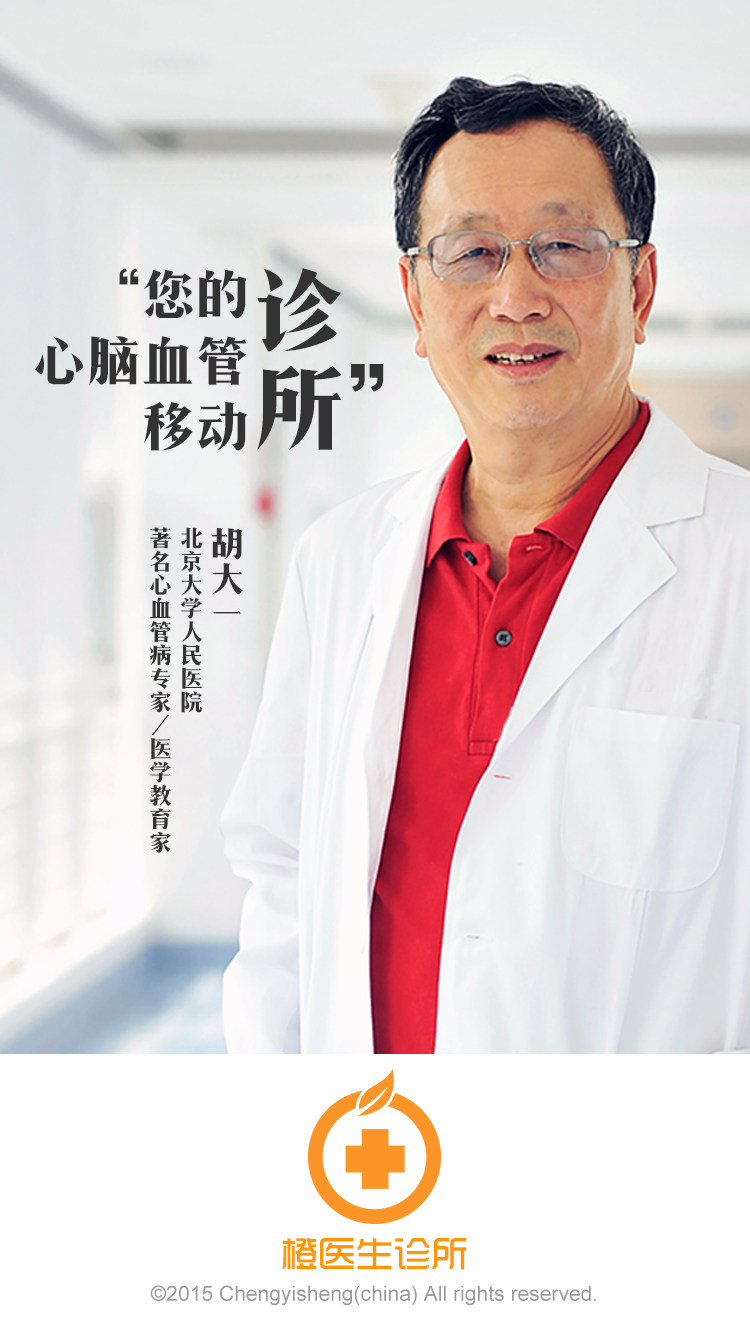 “您的
心脑血管
移动
诊所”
胡大一
北京大学人民医院
著名心血管病专家/医学教育家
橙医生诊所
©2015 Chengyisheng(china) All rights reserved.